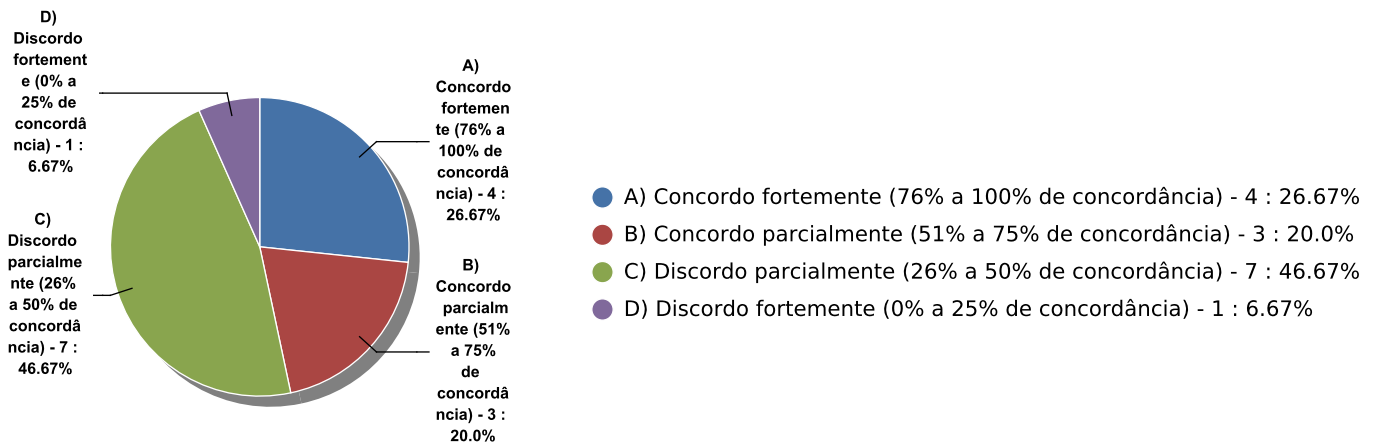 D)
Discordo
fortement
e (0% a
25% de
concordâ
ncia) - 1 :
6.67%
A)
Concordo
fortemen
te (76% a
100% de
concordâ
ncia) - 4 :
26.67%
C)
Discordo
parcialme
nte (26%
a 50% de
concordâ
ncia) - 7 :
46.67%
B)
Concordo
parcialm
ente (51%
a 75%
de
concordâ
ncia) - 3 :
20.0%
A) Concordo fortemente (76% a 100% de concordância) - 4 : 26.67%
B) Concordo parcialmente (51% a 75% de concordância) - 3 : 20.0%
C) Discordo parcialmente (26% a 50% de concordância) - 7 : 46.67%
D) Discordo fortemente (0% a 25% de concordância) - 1 : 6.67%